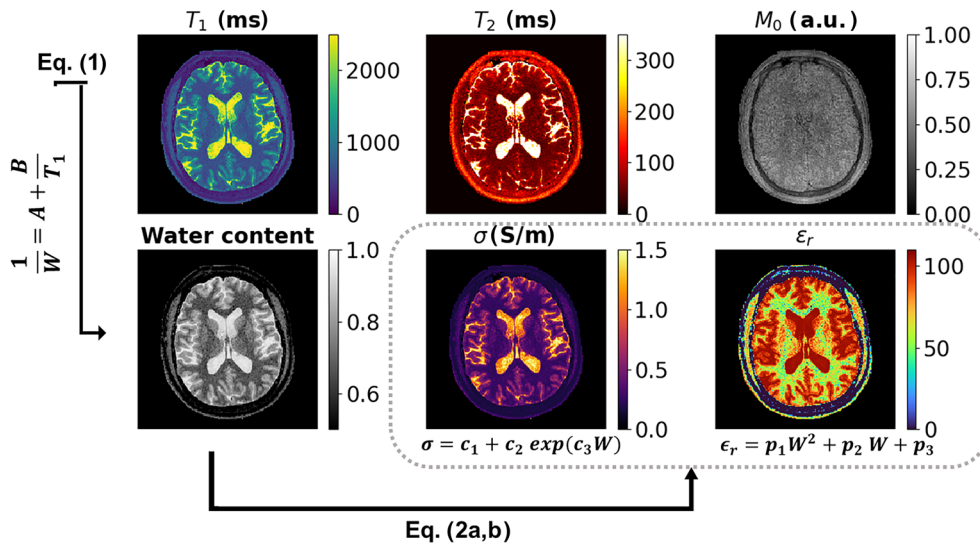 T₁ (ms)
T₂ (ms)
M₀ (a.u.)
Eq. (1)
2000
1000
0
300
200
100
0
1.00
0.75
0.50
0.25
0.00
1/W = A + B/T₁
Water content
σ (S/m)
εᵣ
1.0
0.8
0.6
1.5
1.0
0.5
0.0
100
50
0
σ = c₁ + c₂ exp(c₃W)
ϵᵣ = p₁W² + p₂ W + p₃
Eq. (2a,b)